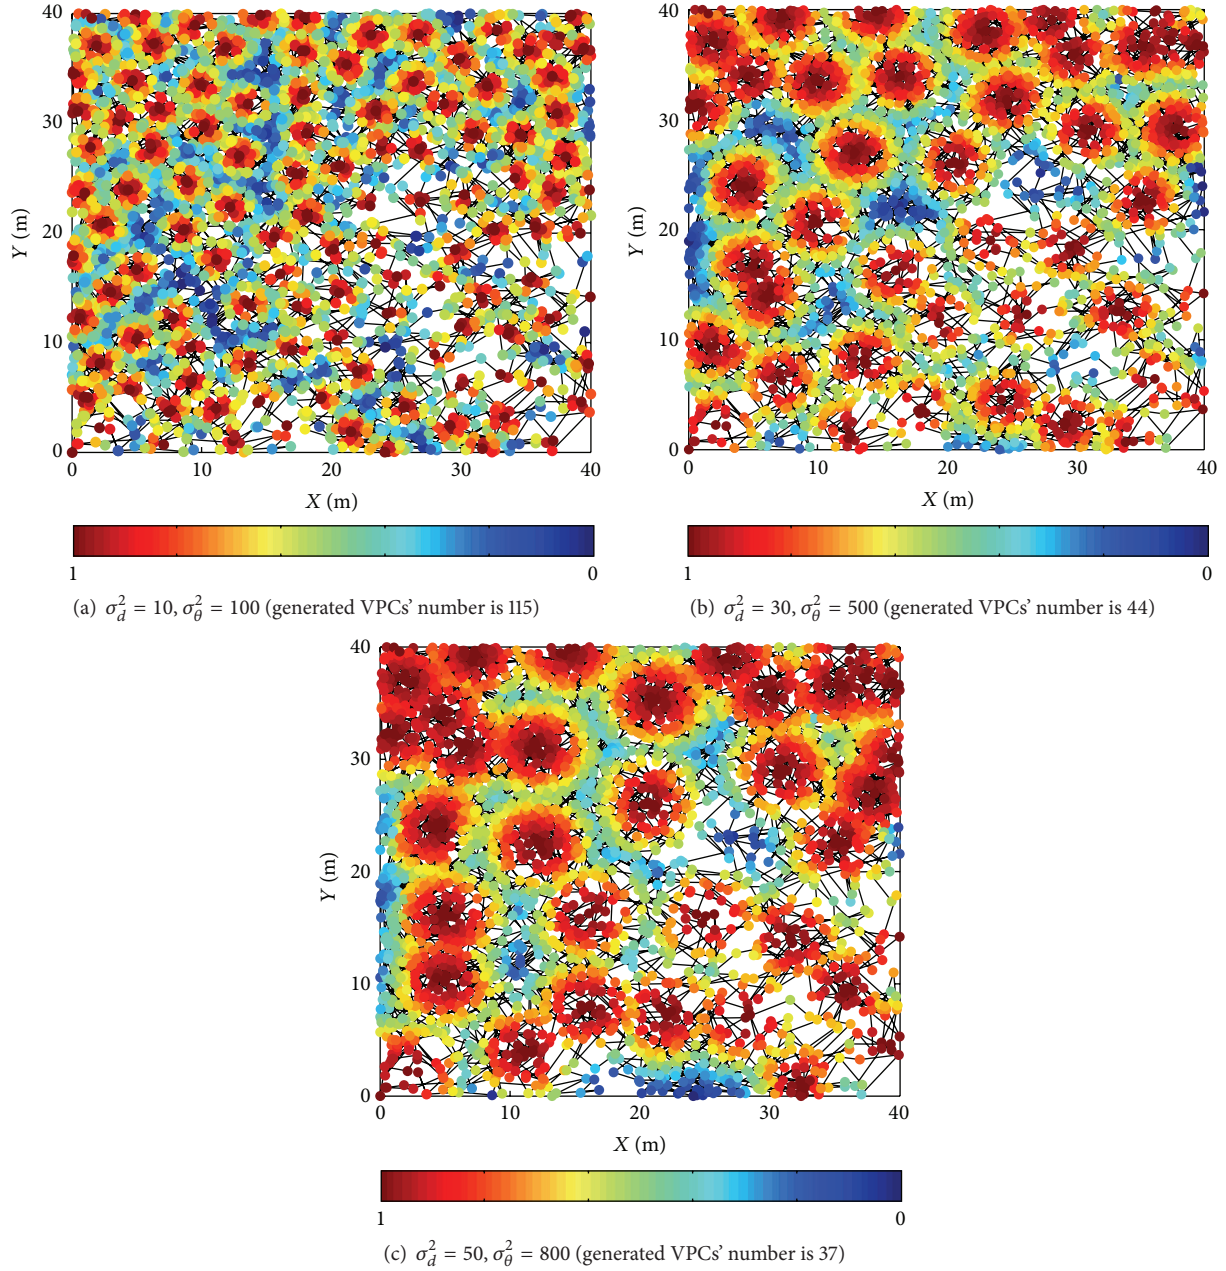 40
30
20
10
0
Y (m)
0 10 20 30 40
X (m)
1 0
(a) σ_d^2 = 10, σ_θ^2 = 100 (generated VPCs' number is 115)
40
30
20
10
0
Y (m)
0 10 20 30 40
X (m)
1 0
(b) σ_d^2 = 30, σ_θ^2 = 500 (generated VPCs' number is 44)
40
30
20
10
0
Y (m)
0 10 20 30 40
X (m)
1 0
(c) σ_d^2 = 50, σ_θ^2 = 800 (generated VPCs' number is 37)